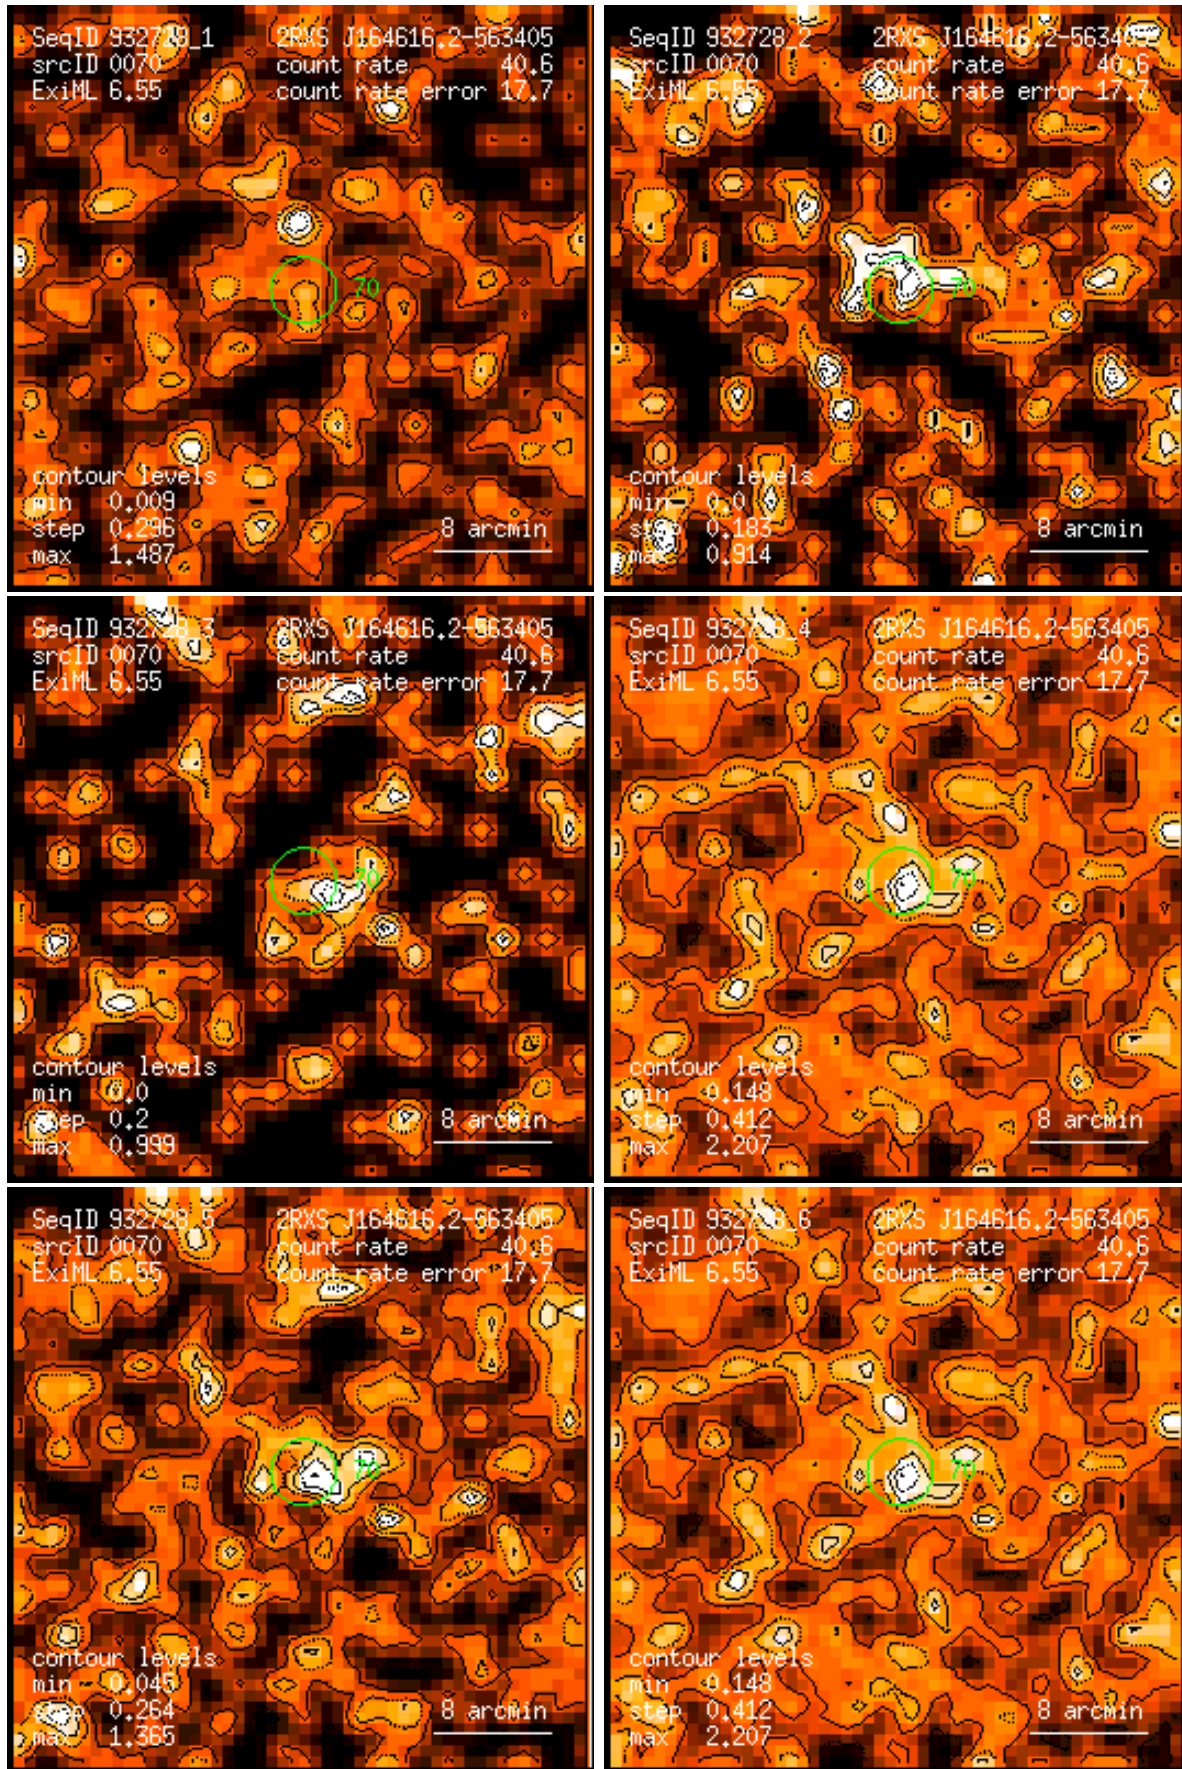 SeqID 932728_1 2RXS J164616.2-563405
srcID 0070 count rate 40.6
ExiML 6.55 count rate error 17.7
70
contour levels
min 0.009
step 0.296 8 arcmin
max 1.487
SeqID 932728_2 2RXS J164616.2-563405
srcID 0070 count rate 40.6
ExiML 6.55 count rate error 17.7
70
contour levels
min 0.0
step 0.183 8 arcmin
max 0.914
SeqID 932728_3 2RXS J164616.2-563405
srcID 0070 count rate 40.6
ExiML 6.55 count rate error 17.7
70
contour levels
min 0.0
step 0.2 8 arcmin
max 0.999
SeqID 932728_4 2RXS J164616.2-563405
srcID 0070 count rate 40.6
ExiML 6.55 count rate error 17.7
70
contour levels
min 0.148
step 0.412 8 arcmin
max 2.207
SeqID 932728_5 2RXS J164616.2-563405
srcID 0070 count rate 40.6
ExiML 6.55 count rate error 17.7
70
contour levels
min 0.045
step 0.264 8 arcmin
max 1.365
SeqID 932728_6 2RXS J164616.2-563405
srcID 0070 count rate 40.6
ExiML 6.55 count rate error 17.7
70
contour levels
min 0.148
step 0.412 8 arcmin
max 2.207